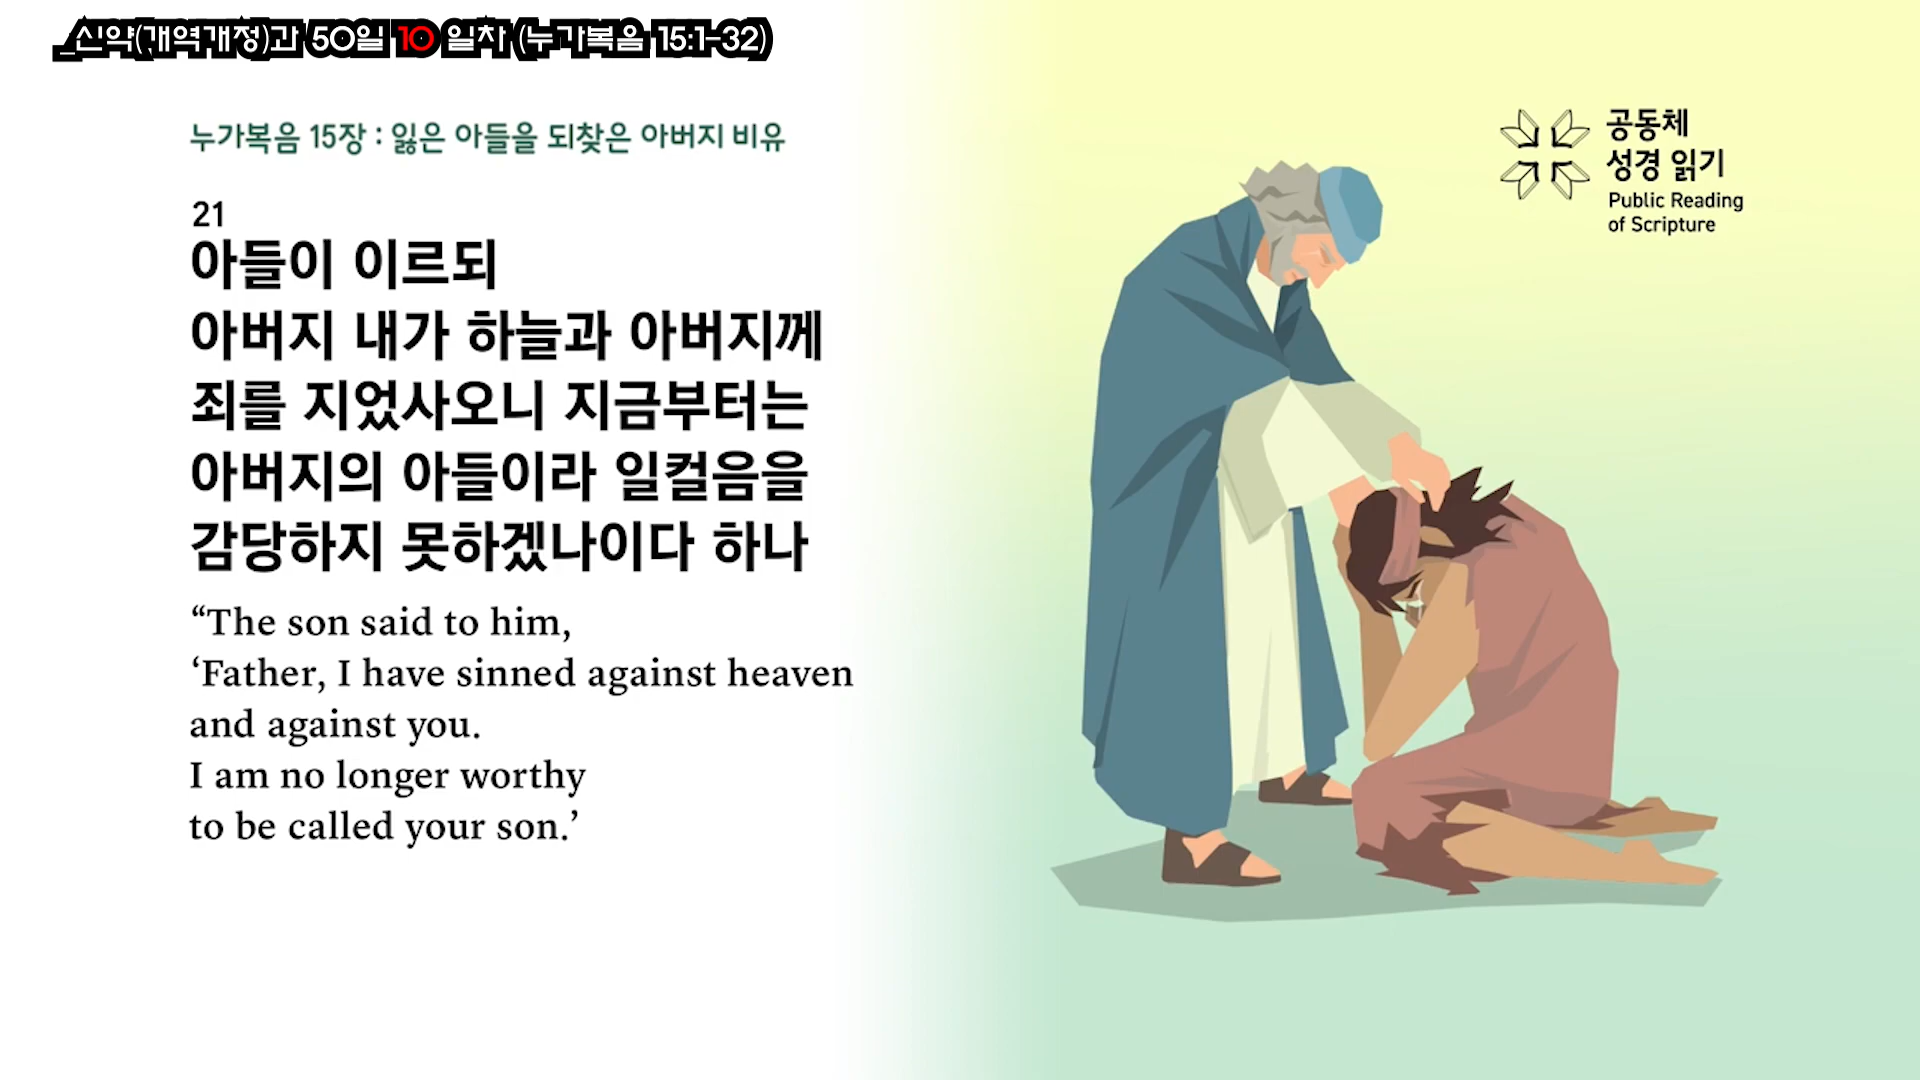 _신약(개역개정)과 50일 10 일차 (누가복음 15:1-32)
누가복음 15장 : 잃은 아들을 되찾은 아버지 비유
공동체
성경 읽기
Public Reading
of Scripture
21
아들이 이르되
아버지 내가 하늘과 아버지께
죄를 지었사오니 지금부터는
아버지의 아들이라 일컬음을
감당하지 못하겠나이다 하나
“The son said to him,
‘Father, I have sinned against heaven
and against you.
I am no longer worthy
to be called your son.’